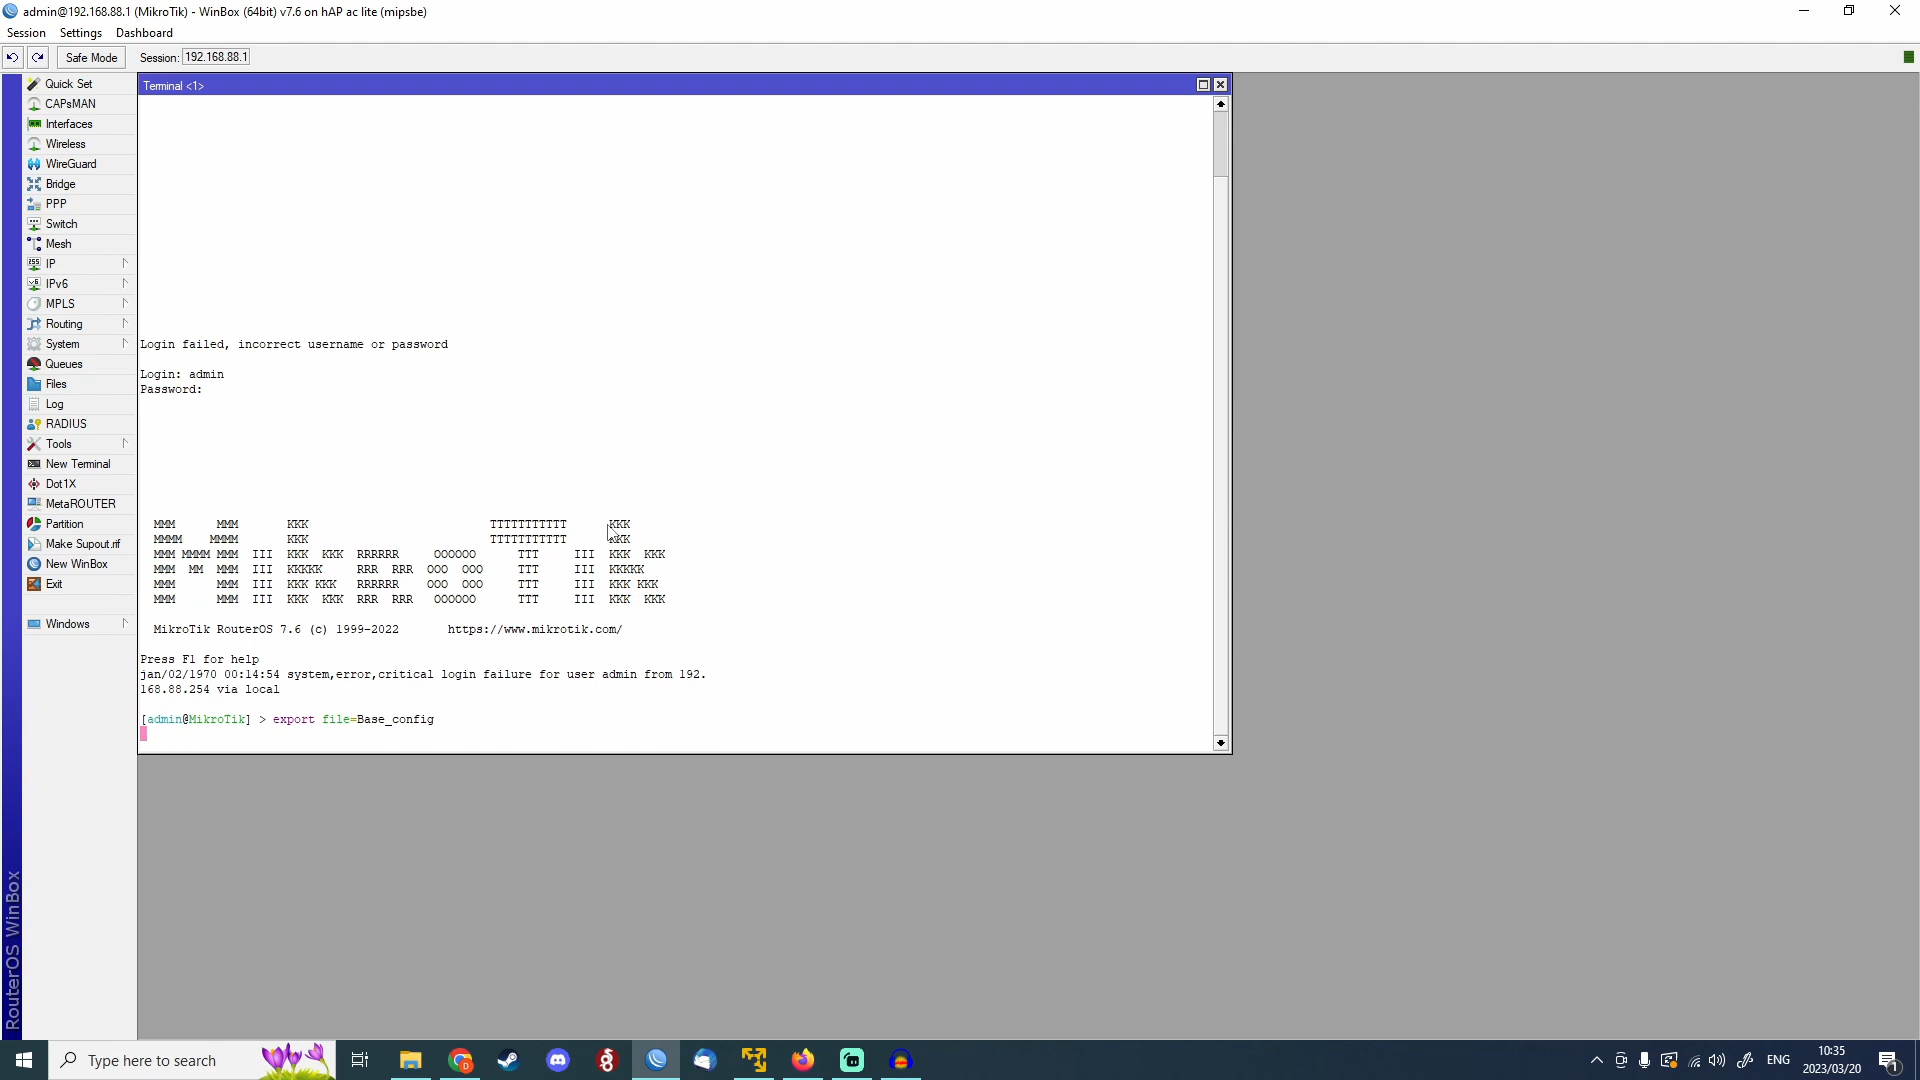 admin@192.168.88.1 (MikroTik) - WinBox (64bit) v7.6 on hAP ac lite (mipsbe)
Session Settings Dashboard
Safe Mode Session: 192.168.88.1
Quick Set
CAPsMAN
Interfaces
Wireless
WireGuard
Bridge
PPP
Switch
Mesh
IP
IPv6
MPLS
Routing
System
Queues
Files
Log
RADIUS
Tools
New Terminal
Dot1X
MetaROUTER
Partition
Make Supout.rif
New WinBox
Exit
Windows
RouterOS WinBox
Terminal <1>
Login failed, incorrect username or password
Login: admin
Password:
MMM      MMM       KKK                          TTTTTTTTTTT      KKK
MMMM    MMMM       KKK                          TTTTTTTTTTT      KKK
MMM MMMM MMM  III  KKK  KKK  RRRRRR     OOOOOO      TTT     III  KKK  KKK
MMM  MM  MMM  III  KKKKK     RRR  RRR  OOO  OOO     TTT     III  KKKKK
MMM      MMM  III  KKK KKK   RRRRRR    OOO  OOO     TTT     III  KKK KKK
MMM      MMM  III  KKK  KKK  RRR  RRR   OOOOOO      TTT     III  KKK  KKK
MikroTik RouterOS 7.6 (c) 1999-2022       https://www.mikrotik.com/
Press F1 for help
jan/02/1970 00:14:54 system,error,critical login failure for user admin from 192.
168.88.254 via local
[admin@MikroTik] > export file=Base_config
Type here to search
ENG
10:35
2023/03/20
1